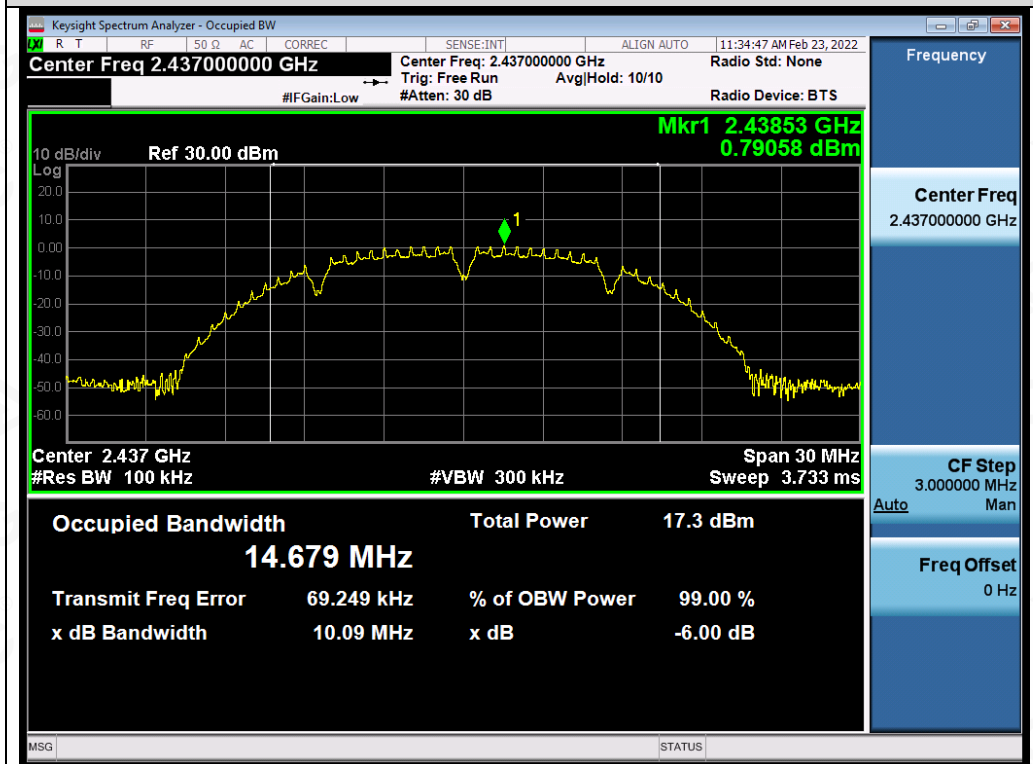 Keysight Spectrum Analyzer - Occupied BW
LXI R T RF 50 Ω AC CORREC SENSE:INT ALIGN AUTO 11:34:47 AM Feb 23, 2022
Center Freq 2.437000000 GHz Center Freq: 2.437000000 GHz Radio Std: None
Trig: Free Run Avg|Hold: 10/10
#IFGain:Low #Atten: 30 dB Radio Device: BTS
Mkr1 2.43853 GHz
10 dB/div Ref 30.00 dBm 0.79058 dBm
Log
20.0
10.0
1
0.00
-10.0
-20.0
-30.0
-40.0
-50.0
-60.0
Center 2.437 GHz Span 30 MHz
#Res BW 100 kHz #VBW 300 kHz Sweep 3.733 ms
Occupied Bandwidth Total Power 17.3 dBm
14.679 MHz
Transmit Freq Error 69.249 kHz % of OBW Power 99.00 %
x dB Bandwidth 10.09 MHz x dB -6.00 dB
Frequency
Center Freq
2.437000000 GHz
CF Step
3.000000 MHz
Auto Man
Freq Offset
0 Hz
MSG STATUS